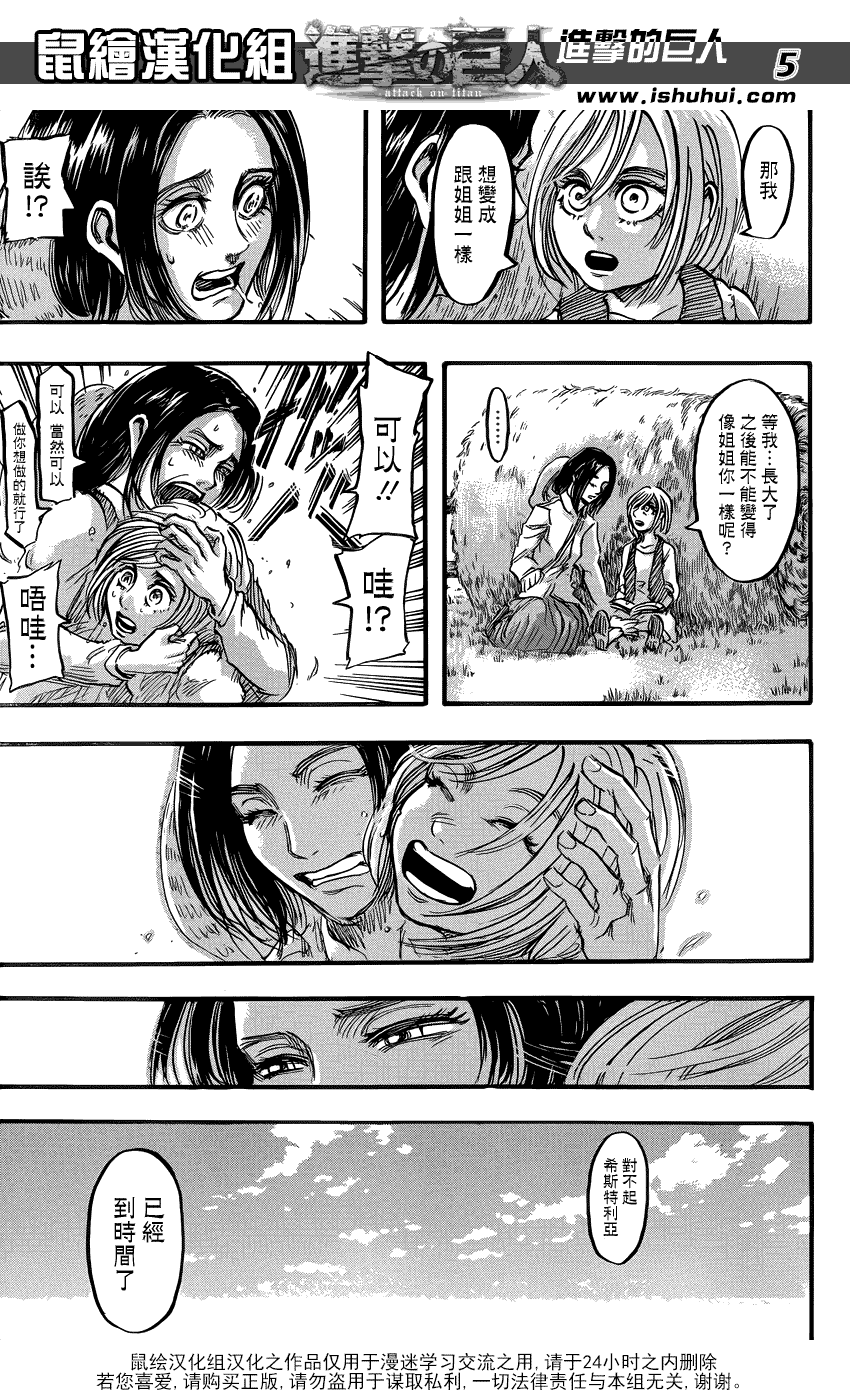 鼠繪漢化組
進撃の巨人
attack on titan
進撃的巨人
5
www.ishuhui.com
那我
想變成
跟姐姐一樣
誒!?
等我…長大了
之後能不能變得
像姐姐你一樣呢？
……
可以!!
哇!?
可以 當然可以
做你想做的就行了
唔哇…
對不起
希斯特利亞
已經
到時間了
鼠绘汉化组汉化之作品仅用于漫迷学习交流之用, 请于24小时之内删除
若您喜爱, 请购买正版, 请勿盗用于谋取私利, 一切法律责任与本组无关, 谢谢。